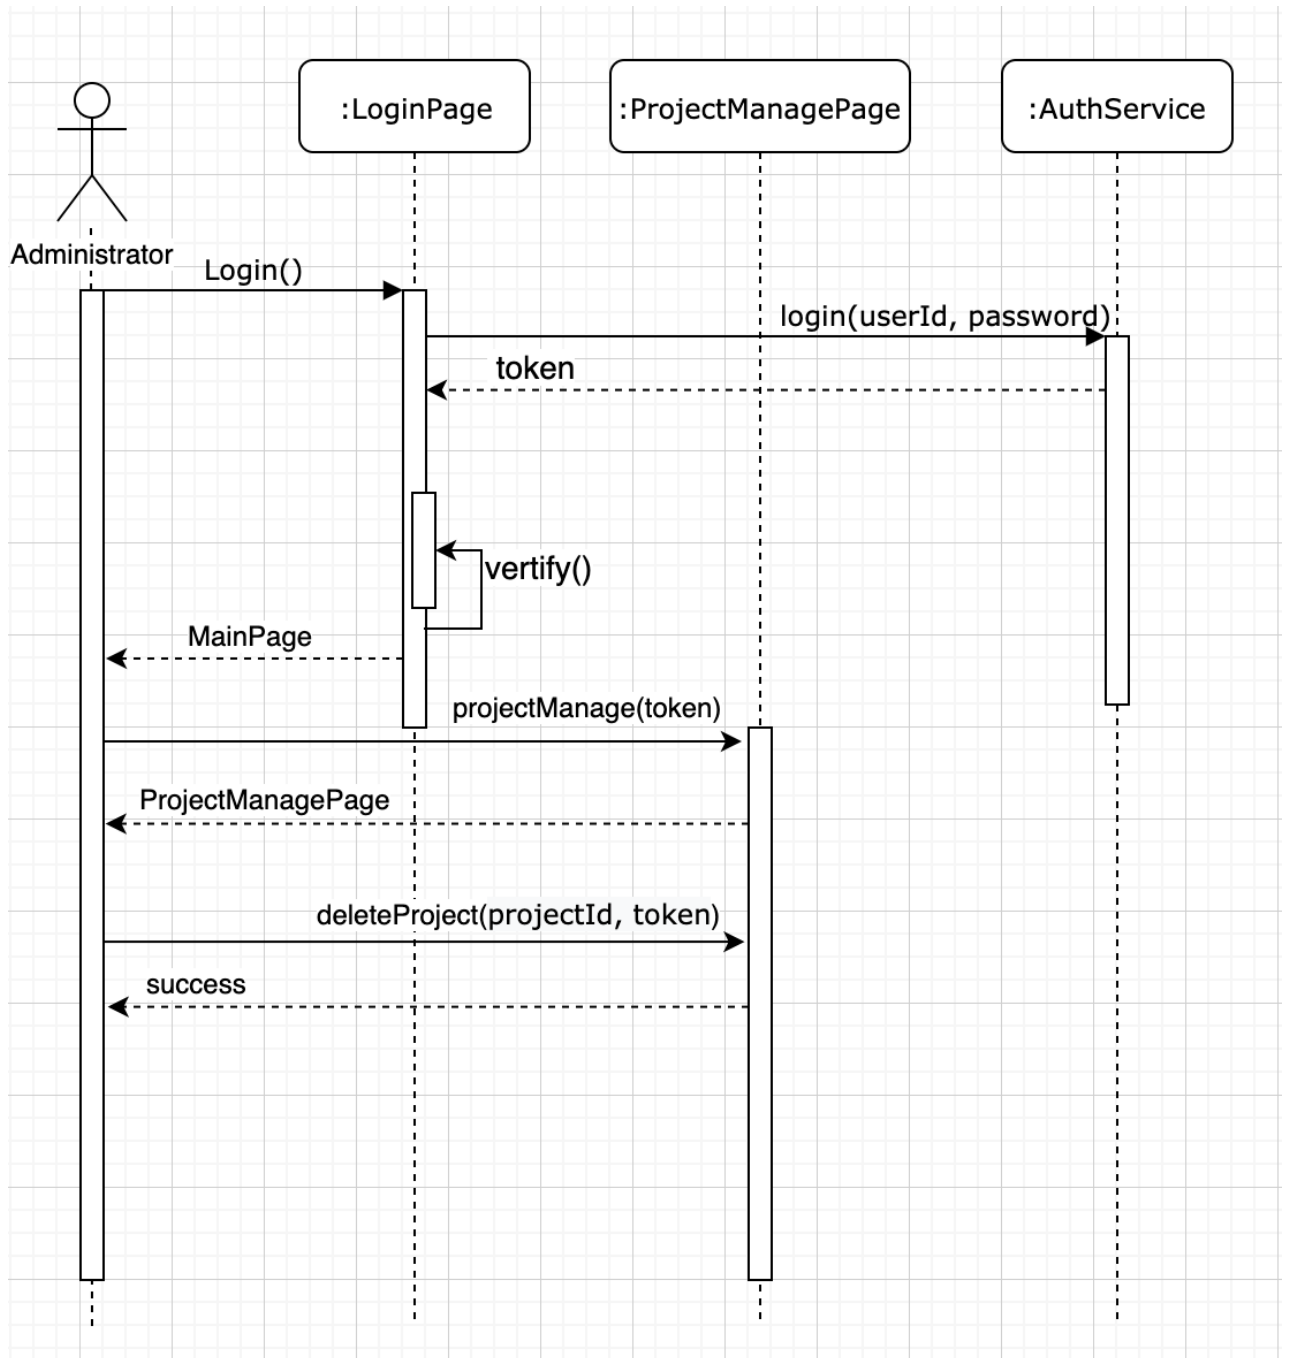 :LoginPage
:ProjectManagePage
:AuthService
Administrator
Login()
login(userId, password)
token
vertify()
MainPage
projectManage(token)
ProjectManagePage
deleteProject(projectId, token)
success